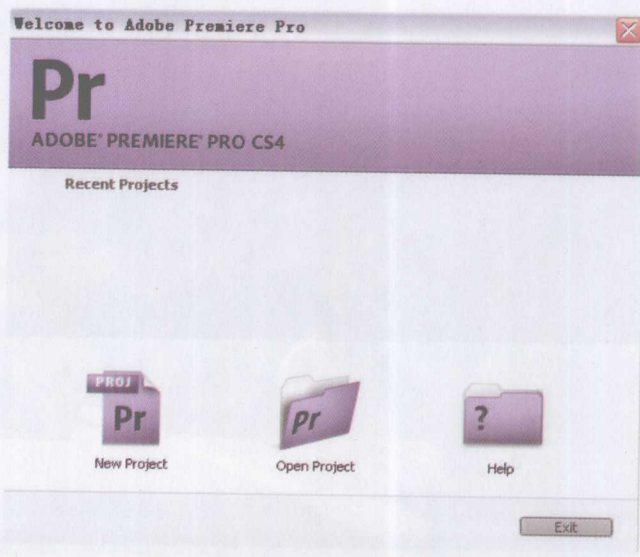 Welcome to Adobe Premiere Pro
Pr
ADOBE® PREMIERE® PRO CS4
Recent Projects
PROJ
Pr
Pr
?
New Project
Open Project
Help
Exit